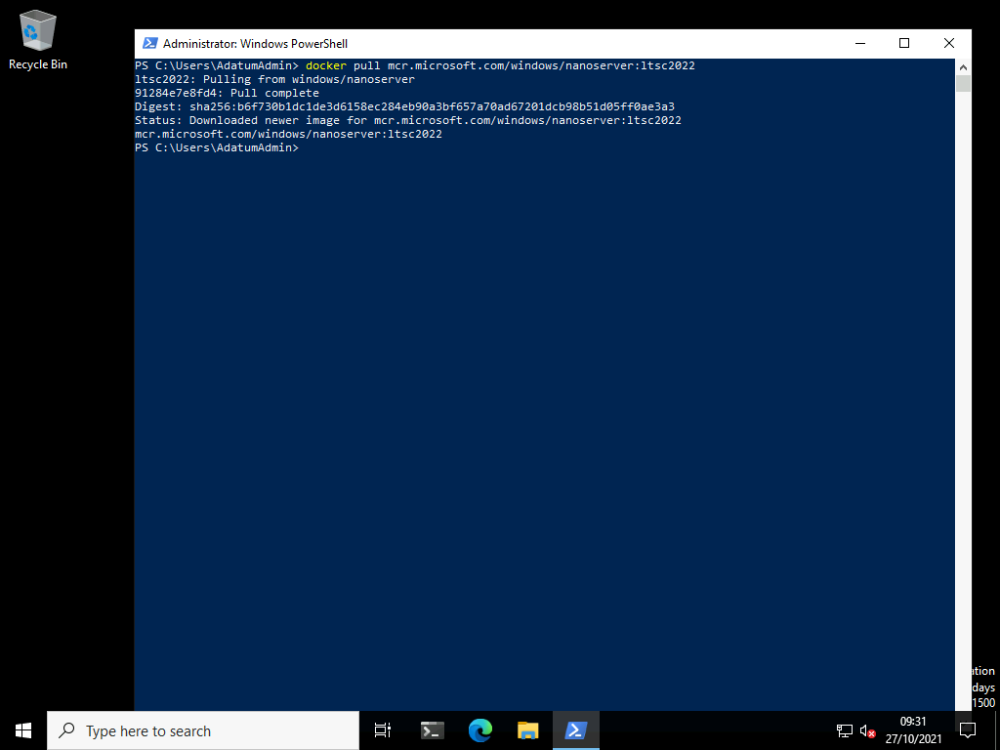 Recycle Bin
Administrator: Windows PowerShell
PS C:\Users\AdatumAdmin> docker pull mcr.microsoft.com/windows/nanoserver:ltsc2022
ltsc2022: Pulling from windows/nanoserver
91284e7e8fd4: Pull complete
Digest: sha256:b6f730b1dc1de3d6158ec284eb90a3bf657a70ad67201dcb98b51d05ff0ae3a3
Status: Downloaded newer image for mcr.microsoft.com/windows/nanoserver:ltsc2022
mcr.microsoft.com/windows/nanoserver:ltsc2022
PS C:\Users\AdatumAdmin>
ation
days
1500
Type here to search
09:31
27/10/2021